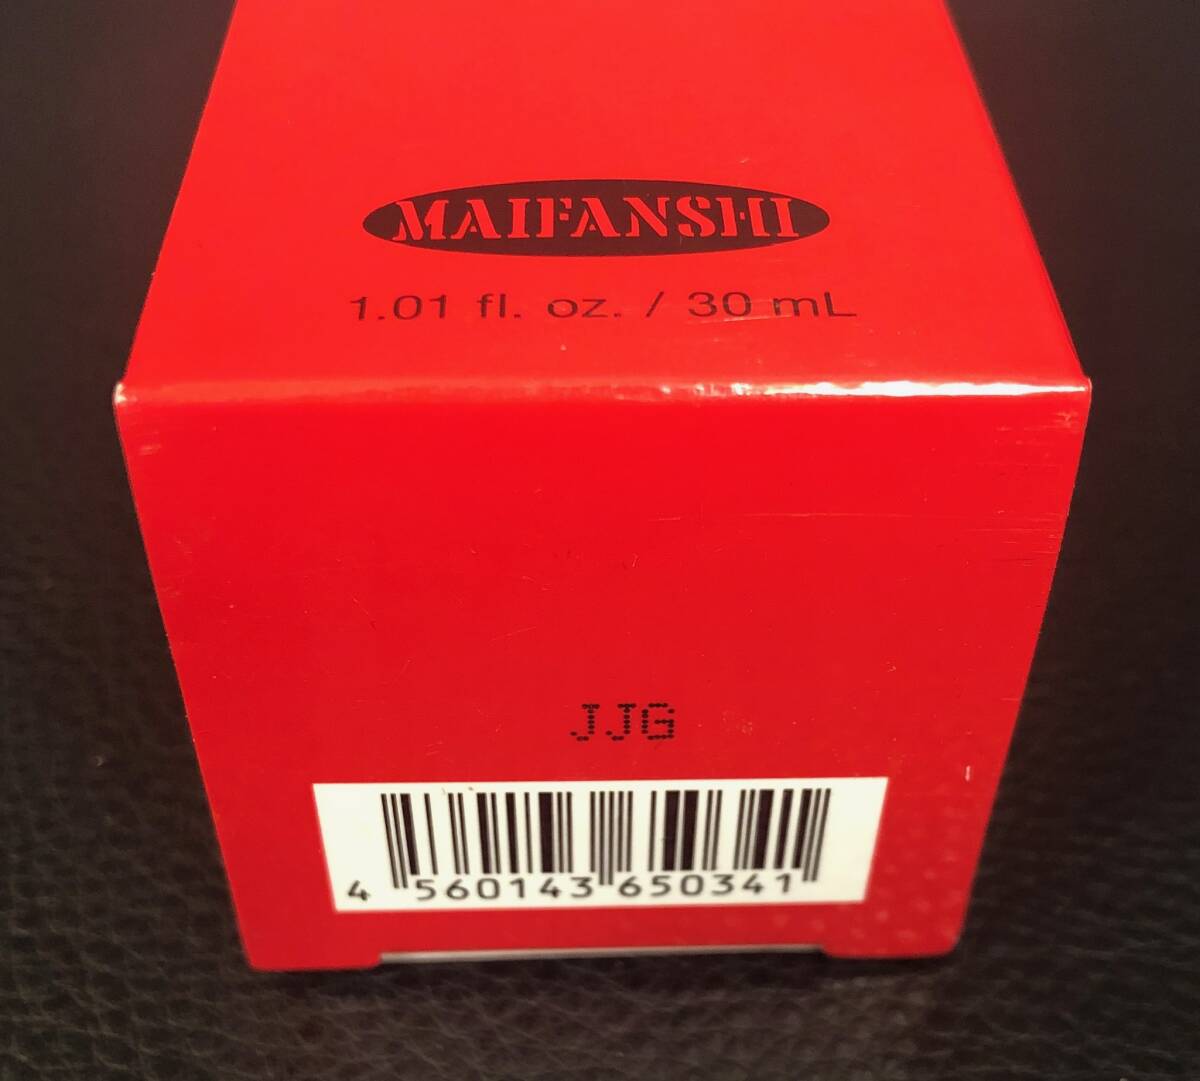 MAIFANSHI
1.01 fl. oz. / 30 mL
JJG
4 560143 650341